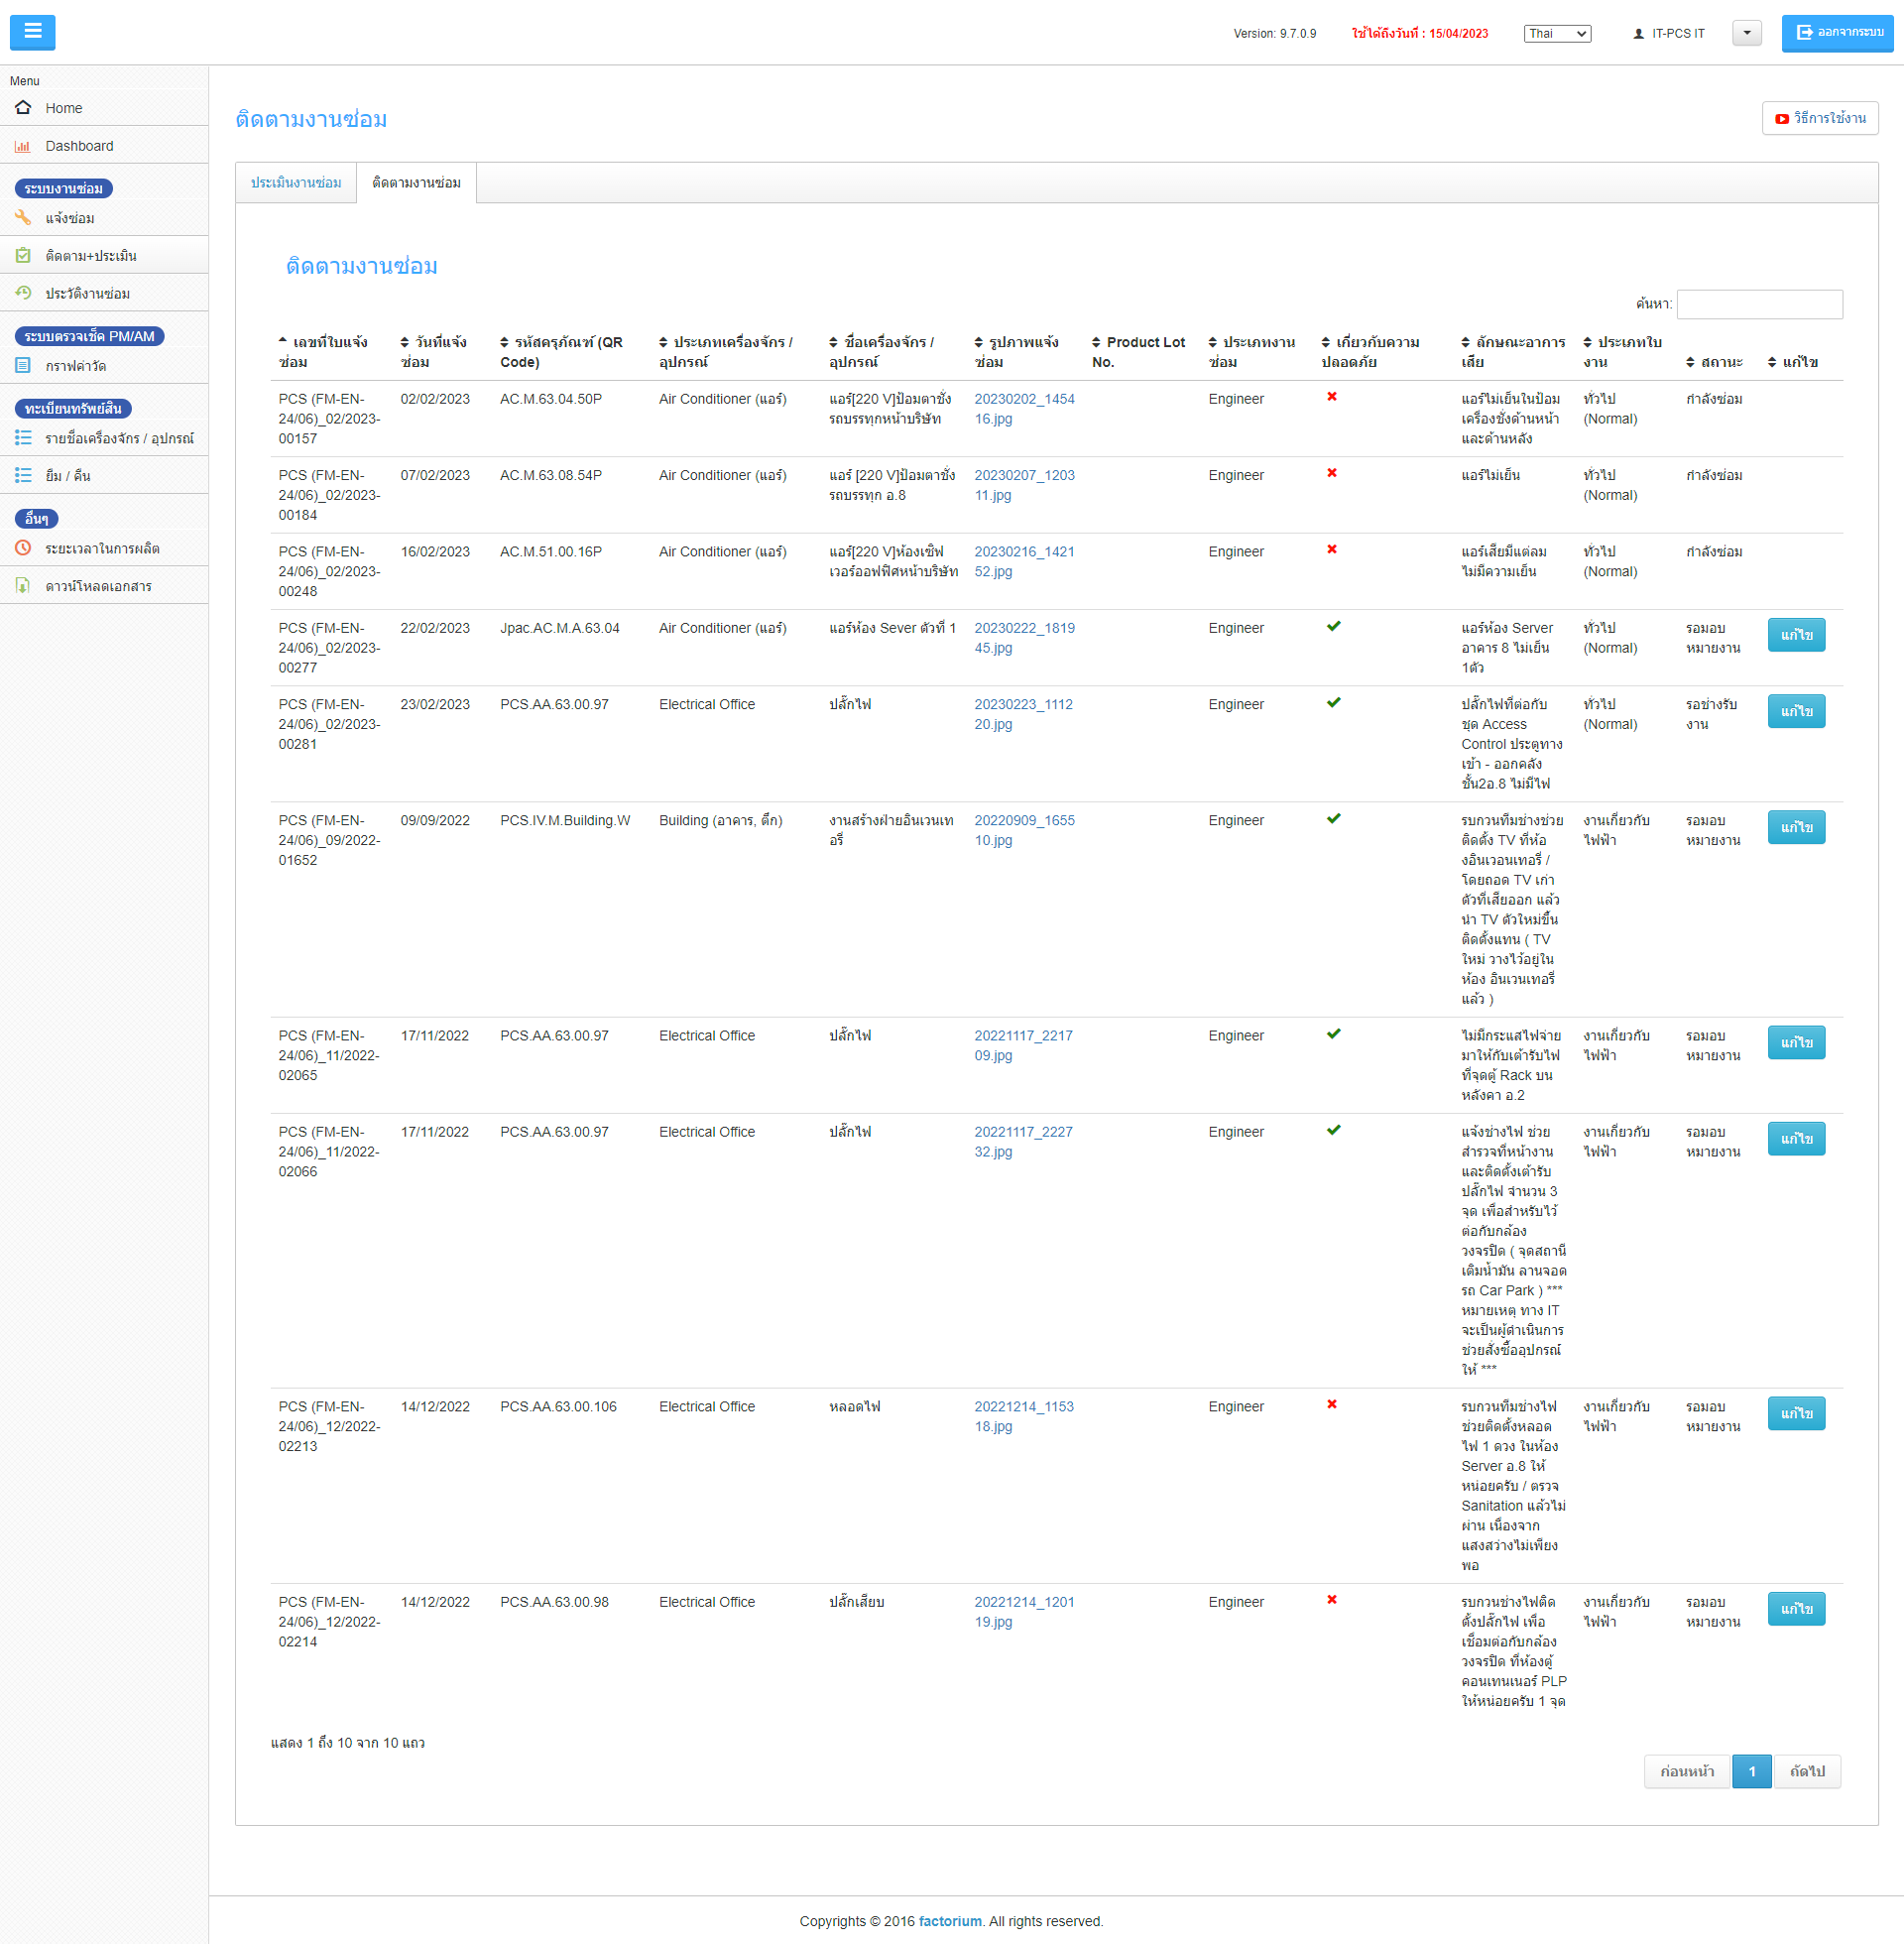 Version: 9.7.0.9
ใช้ได้ถึงวันที่ : 15/04/2023
Thai
IT-PCS IT
ออกจากระบบ
Menu
Home
Dashboard
ระบบงานซ่อม
แจ้งซ่อม
ติดตาม+ประเมิน
ประวัติงานซ่อม
ระบบตรวจเช็ค PM/AM
กราฟค่าวัด
ทะเบียนทรัพย์สิน
รายชื่อเครื่องจักร / อุปกรณ์
ยืม / คืน
อื่นๆ
ระยะเวลาในการผลิต
ดาวน์โหลดเอกสาร
ติดตามงานซ่อม
วิธีการใช้งาน
ประเมินงานซ่อม
ติดตามงานซ่อม
ติดตามงานซ่อม
ค้นหา:
เลขที่ใบแจ้ง
ซ่อม
วันที่แจ้ง
ซ่อม
รหัสครุภัณฑ์ (QR
Code)
ประเภทเครื่องจักร /
อุปกรณ์
ชื่อเครื่องจักร /
อุปกรณ์
รูปภาพแจ้ง
ซ่อม
Product Lot
No.
ประเภทงาน
ซ่อม
เกี่ยวกับความ
ปลอดภัย
ลักษณะอาการ
เสีย
ประเภทใบ
งาน
สถานะ
แก้ไข
PCS (FM-EN-
24/06)_02/2023-
00157
02/02/2023
AC.M.63.04.50P
Air Conditioner (แอร์)
แอร์[220 V]ป้อมตาชั่ง
รถบรรทุกหน้าบริษัท
20230202_1454
16.jpg
Engineer
แอร์ไม่เย็นในป้อม
เครื่องชั่งด้านหน้า
และด้านหลัง
ทั่วไป
(Normal)
กำลังซ่อม
PCS (FM-EN-
24/06)_02/2023-
00184
07/02/2023
AC.M.63.08.54P
Air Conditioner (แอร์)
แอร์ [220 V]ป้อมตาชั่ง
รถบรรทุก อ.8
20230207_1203
11.jpg
Engineer
แอร์ไม่เย็น
ทั่วไป
(Normal)
กำลังซ่อม
PCS (FM-EN-
24/06)_02/2023-
00248
16/02/2023
AC.M.51.00.16P
Air Conditioner (แอร์)
แอร์[220 V]ห้องเซิฟ
เวอร์ออฟฟิศหน้าบริษัท
20230216_1421
52.jpg
Engineer
แอร์เสียมีแต่ลม
ไม่มีความเย็น
ทั่วไป
(Normal)
กำลังซ่อม
PCS (FM-EN-
24/06)_02/2023-
00277
22/02/2023
Jpac.AC.M.A.63.04
Air Conditioner (แอร์)
แอร์ห้อง Sever ตัวที่ 1
20230222_1819
45.jpg
Engineer
แอร์ห้อง Server
อาคาร 8 ไม่เย็น
1ตัว
ทั่วไป
(Normal)
รอมอบ
หมายงาน
แก้ไข
PCS (FM-EN-
24/06)_02/2023-
00281
23/02/2023
PCS.AA.63.00.97
Electrical Office
ปลั๊กไฟ
20230223_1112
20.jpg
Engineer
ปลั๊กไฟที่ต่อกับ
ชุด Access
Control ประตูทาง
เข้า - ออกคลัง
ชั้น2อ.8 ไม่มีไฟ
ทั่วไป
(Normal)
รอช่างรับ
งาน
แก้ไข
PCS (FM-EN-
24/06)_09/2022-
01652
09/09/2022
PCS.IV.M.Building.W
Building (อาคาร, ตึก)
งานสร้างฝ่ายอินเวนเท
อรี่
20220909_1655
10.jpg
Engineer
รบกวนทีมช่างช่วย
ติดตั้ง TV ที่ห้อ
งอินเวอนเทอรี่ /
โดยถอด TV เก่า
ตัวที่เสียออก แล้ว
นำ TV ตัวใหม่ขึ้น
ติดตั้งแทน ( TV
ใหม่ วางไว้อยู่ใน
ห้อง อินเวนเทอรี่
แล้ว )
งานเกี่ยวกับ
ไฟฟ้า
รอมอบ
หมายงาน
แก้ไข
PCS (FM-EN-
24/06)_11/2022-
02065
17/11/2022
PCS.AA.63.00.97
Electrical Office
ปลั๊กไฟ
20221117_2217
09.jpg
Engineer
ไม่มีกระแสไฟจ่าย
มาให้กับเต้ารับไฟ
ที่จุดตู้ Rack บน
หลังคา อ.2
งานเกี่ยวกับ
ไฟฟ้า
รอมอบ
หมายงาน
แก้ไข
PCS (FM-EN-
24/06)_11/2022-
02066
17/11/2022
PCS.AA.63.00.97
Electrical Office
ปลั๊กไฟ
20221117_2227
32.jpg
Engineer
แจ้งช่างไฟ ช่วย
สำรวจที่หน้างาน
และติดตั้งเต้ารับ
ปลั๊กไฟ จำนวน 3
จุด เพื่อสำหรับไว้
ต่อกับกล้อง
วงจรปิด ( จุดสถานี
เติมน้ำมัน ลานจอด
รถ Car Park ) ***
หมายเหตุ ทาง IT
จะเป็นผู้ดำเนินการ
ช่วยสั่งซื้ออุปกรณ์
ให้ ***
งานเกี่ยวกับ
ไฟฟ้า
รอมอบ
หมายงาน
แก้ไข
PCS (FM-EN-
24/06)_12/2022-
02213
14/12/2022
PCS.AA.63.00.106
Electrical Office
หลอดไฟ
20221214_1153
18.jpg
Engineer
รบกวนทีมช่างไฟ
ช่วยติดตั้งหลอด
ไฟ 1 ดวง ในห้อง
Server อ.8 ให้
หน่อยครับ / ตรวจ
Sanitation แล้วไม่
ผ่าน เนื่องจาก
แสงสว่างไม่เพียง
พอ
งานเกี่ยวกับ
ไฟฟ้า
รอมอบ
หมายงาน
แก้ไข
PCS (FM-EN-
24/06)_12/2022-
02214
14/12/2022
PCS.AA.63.00.98
Electrical Office
ปลั๊กเสียบ
20221214_1201
19.jpg
Engineer
รบกวนช่างไฟติด
ตั้งปลั๊กไฟ เพื่อ
เชื่อมต่อกับกล้อง
วงจรปิด ที่ห้องตู้
คอนเทนเนอร์ PLP
ให้หน่อยครับ 1 จุด
งานเกี่ยวกับ
ไฟฟ้า
รอมอบ
หมายงาน
แก้ไข
แสดง 1 ถึง 10 จาก 10 แถว
ก่อนหน้า
1
ถัดไป
Copyrights © 2016 factorium. All rights reserved.